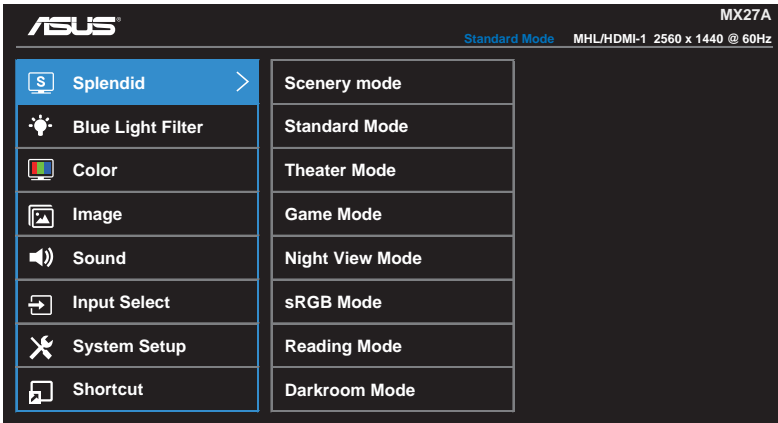 ASUS
MX27A
Standard Mode MHL/HDMI-1 2560 x 1440 @ 60Hz
S Splendid
Blue Light Filter
Color
Image
Sound
Input Select
System Setup
Shortcut
Scenery mode
Standard Mode
Theater Mode
Game Mode
Night View Mode
sRGB Mode
Reading Mode
Darkroom Mode